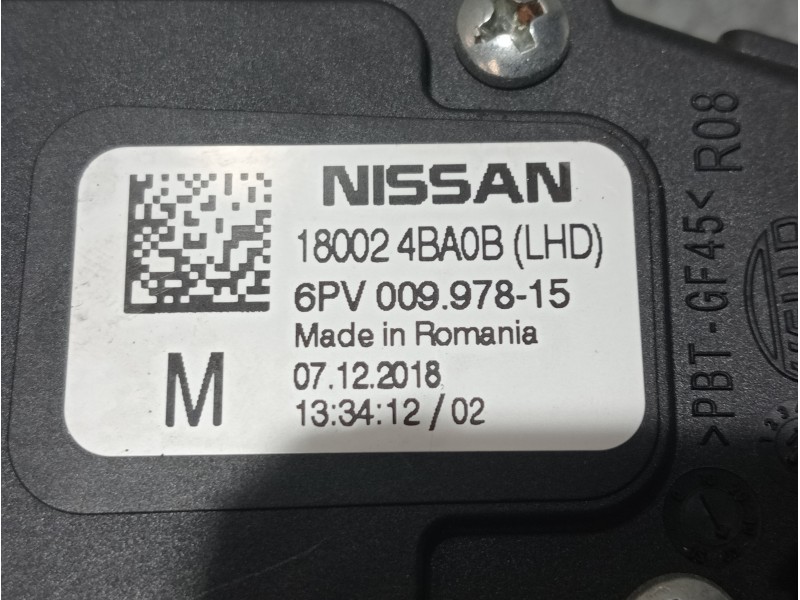 NISSAN
18002 4BA0B (LHD)
6PV 009.978-15
Made in Romania
07.12.2018
13:34:12 / 02
M
>PBT-GF45< R08